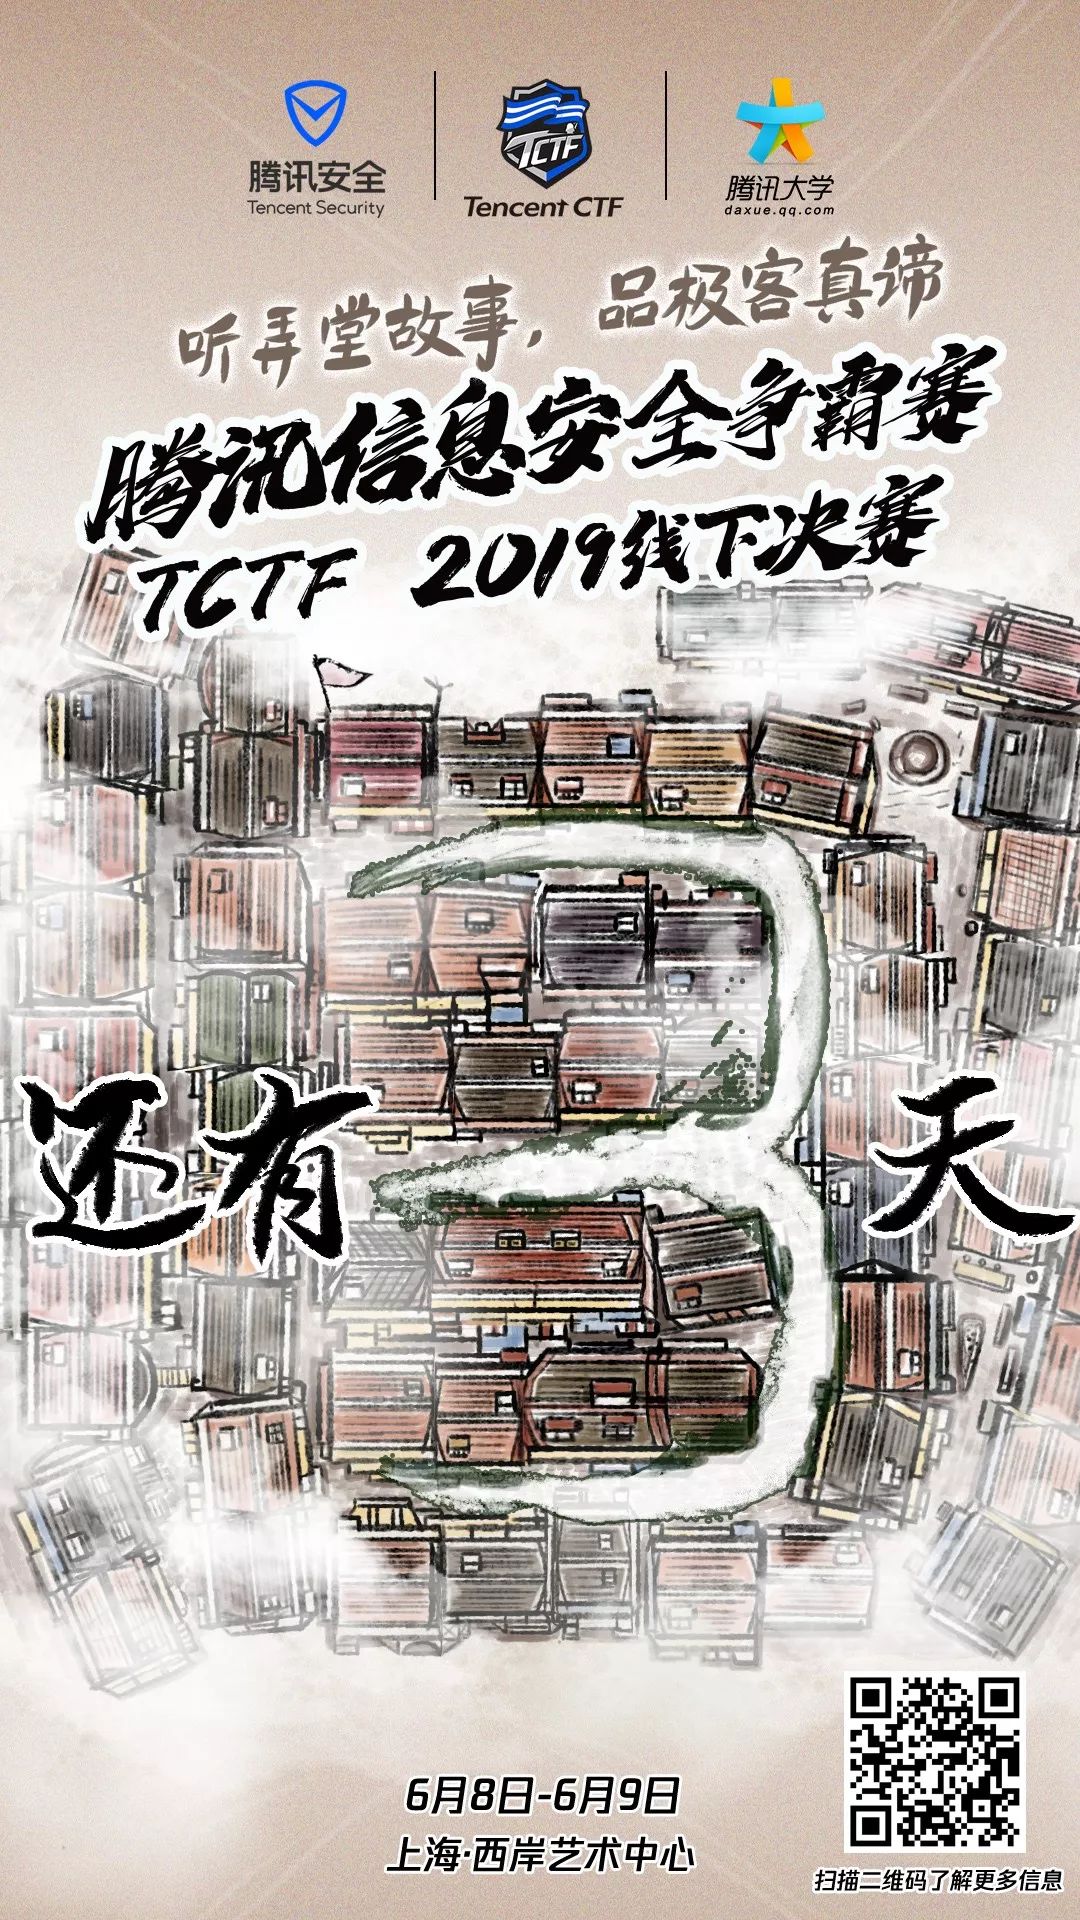 腾讯安全
Tencent Security
TCTF
Tencent CTF
腾讯大学
daxue.qq.com
听弄堂故事，品极客真谛
腾讯信息安全争霸赛
TCTF 2019线下决赛
还有3天
6月8日-6月9日
上海·西岸艺术中心
扫描二维码了解更多信息